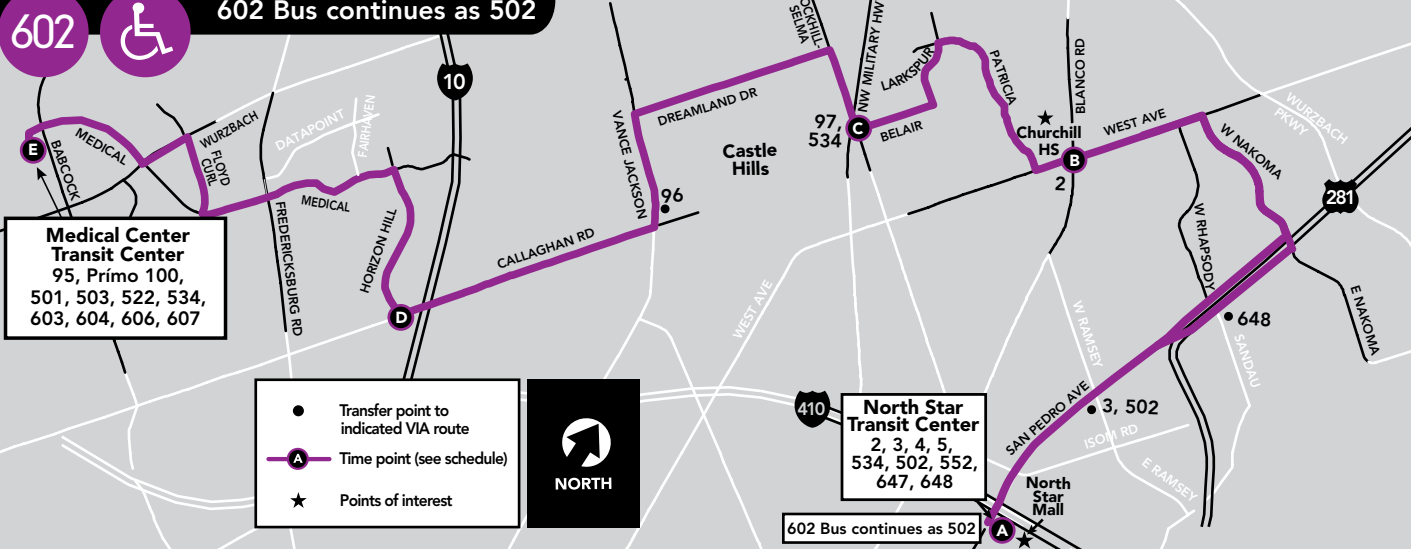 602
602 Bus continues as 502
10
E
BABCOCK
MEDICAL
WURZBACH
FLOYD
CURL
DATAPOINT
FAIRHAVEN
MEDICAL
FREDERICKSBURG RD
HORIZON HILL
D
CALLAGHAN RD
VANCE JACKSON
96
DREAMLAND DR
Castle
Hills
OCKHILL-
SELMA
NW MILITARY HW
97,
534
C
BELAIR
LARKSPUR
PATRICIA
BLANCO RD
Churchill
HS
B
2
WEST AVE
W NAKOMA
WURZBACH
PKWY
281
W RHAPSODY
648
SANDAU
E NAKOMA
WEST AVE
W RAMSEY
SAN PEDRO AVE
3, 502
ISOM RD
E RAMSEY
410
Medical Center
Transit Center
95, Prímo 100,
501, 503, 522, 534,
603, 604, 606, 607
Transfer point to
indicated VIA route
A
Time point (see schedule)
Points of interest
NORTH
North Star
Transit Center
2, 3, 4, 5,
534, 502, 552,
647, 648
North
Star
Mall
602 Bus continues as 502
A